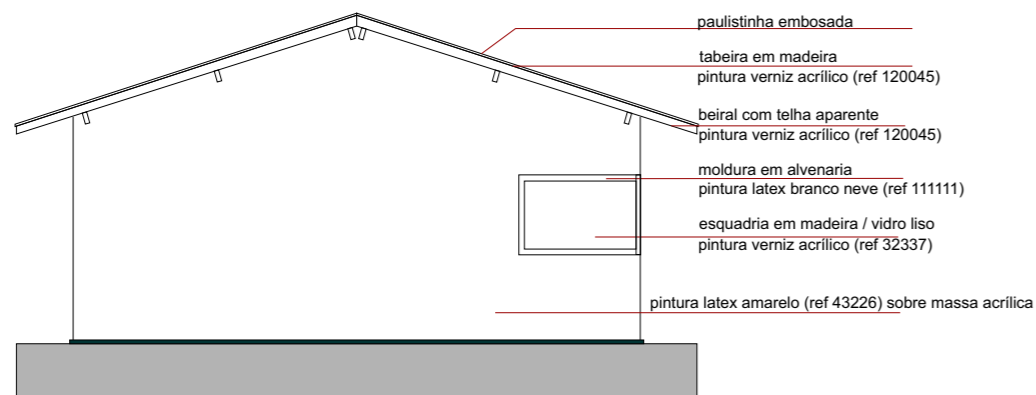 paulistinha embosada
tabeira em madeira
pintura verniz acrílico (ref 120045)
beiral com telha aparente
pintura verniz acrílico (ref 120045)
moldura em alvenaria
pintura latex branco neve (ref 111111)
esquadria em madeira / vidro liso
pintura verniz acrílico (ref 32337)
pintura latex amarelo (ref 43226) sobre massa acrílica